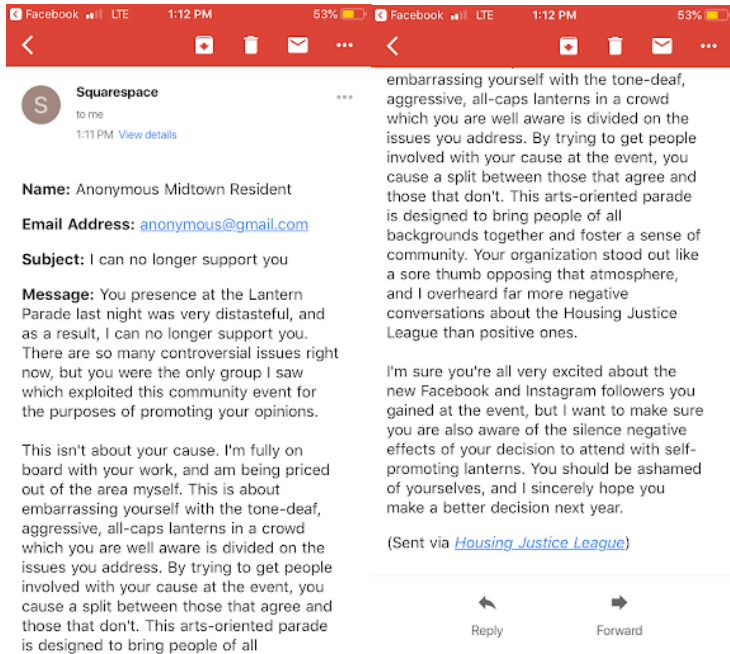 Facebook LTE 1:12 PM 53%
Squarespace
to me
1:11 PM View details
S
Name: Anonymous Midtown Resident
Email Address: anonymous@gmail.com
Subject: I can no longer support you
Message: You presence at the Lantern
Parade last night was very distasteful, and
as a result, I can no longer support you.
There are so many controversial issues right
now, but you were the only group I saw
which exploited this community event for
the purposes of promoting your opinions.
This isn't about your cause. I'm fully on
board with your work, and am being priced
out of the area myself. This is about
embarrassing yourself with the tone-deaf,
aggressive, all-caps lanterns in a crowd
which you are well aware is divided on the
issues you address. By trying to get people
involved with your cause at the event, you
cause a split between those that agree and
those that don't. This arts-oriented parade
is designed to bring people of all
Facebook LTE 1:12 PM 53%
embarrassing yourself with the tone-deaf,
aggressive, all-caps lanterns in a crowd
which you are well aware is divided on the
issues you address. By trying to get people
involved with your cause at the event, you
cause a split between those that agree and
those that don't. This arts-oriented parade
is designed to bring people of all
backgrounds together and foster a sense of
community. Your organization stood out like
a sore thumb opposing that atmosphere,
and I overheard far more negative
conversations about the Housing Justice
League than positive ones.
I'm sure you're all very excited about the
new Facebook and Instagram followers you
gained at the event, but I want to make sure
you are also aware of the silence negative
effects of your decision to attend with self-
promoting lanterns. You should be ashamed
of yourselves, and I sincerely hope you
make a better decision next year.
(Sent via Housing Justice League)
Reply Forward